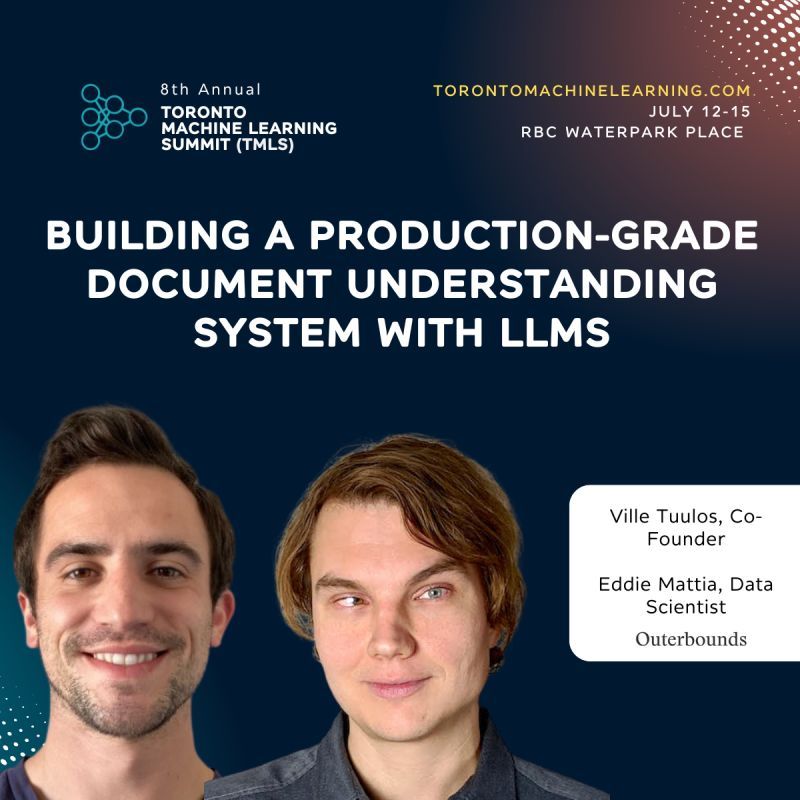 8th Annual
TORONTO
MACHINE LEARNING
SUMMIT (TMLS)
TORONTOMACHINELEARNING.COM
JULY 12-15
RBC WATERPARK PLACE
BUILDING A PRODUCTION-GRADE
DOCUMENT UNDERSTANDING
SYSTEM WITH LLMS
Ville Tuulos, Co-
Founder
Eddie Mattia, Data
Scientist
Outerbounds